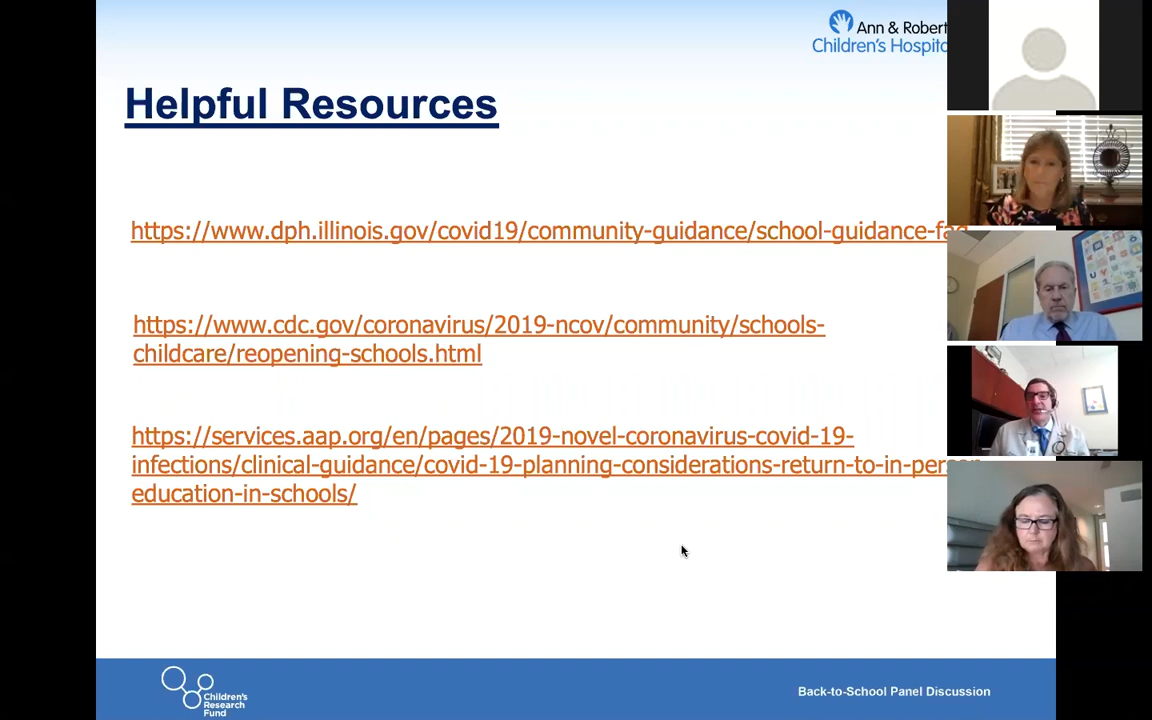 Ann & Robert
Children's Hospita
Helpful Resources
https://www.dph.illinois.gov/covid19/community-guidance/school-guidance-faq
https://www.cdc.gov/coronavirus/2019-ncov/community/schools-
childcare/reopening-schools.html
https://services.aap.org/en/pages/2019-novel-coronavirus-covid-19-
infections/clinical-guidance/covid-19-planning-considerations-return-to-in-person-
education-in-schools/
Children's
Research
Fund
Back-to-School Panel Discussion